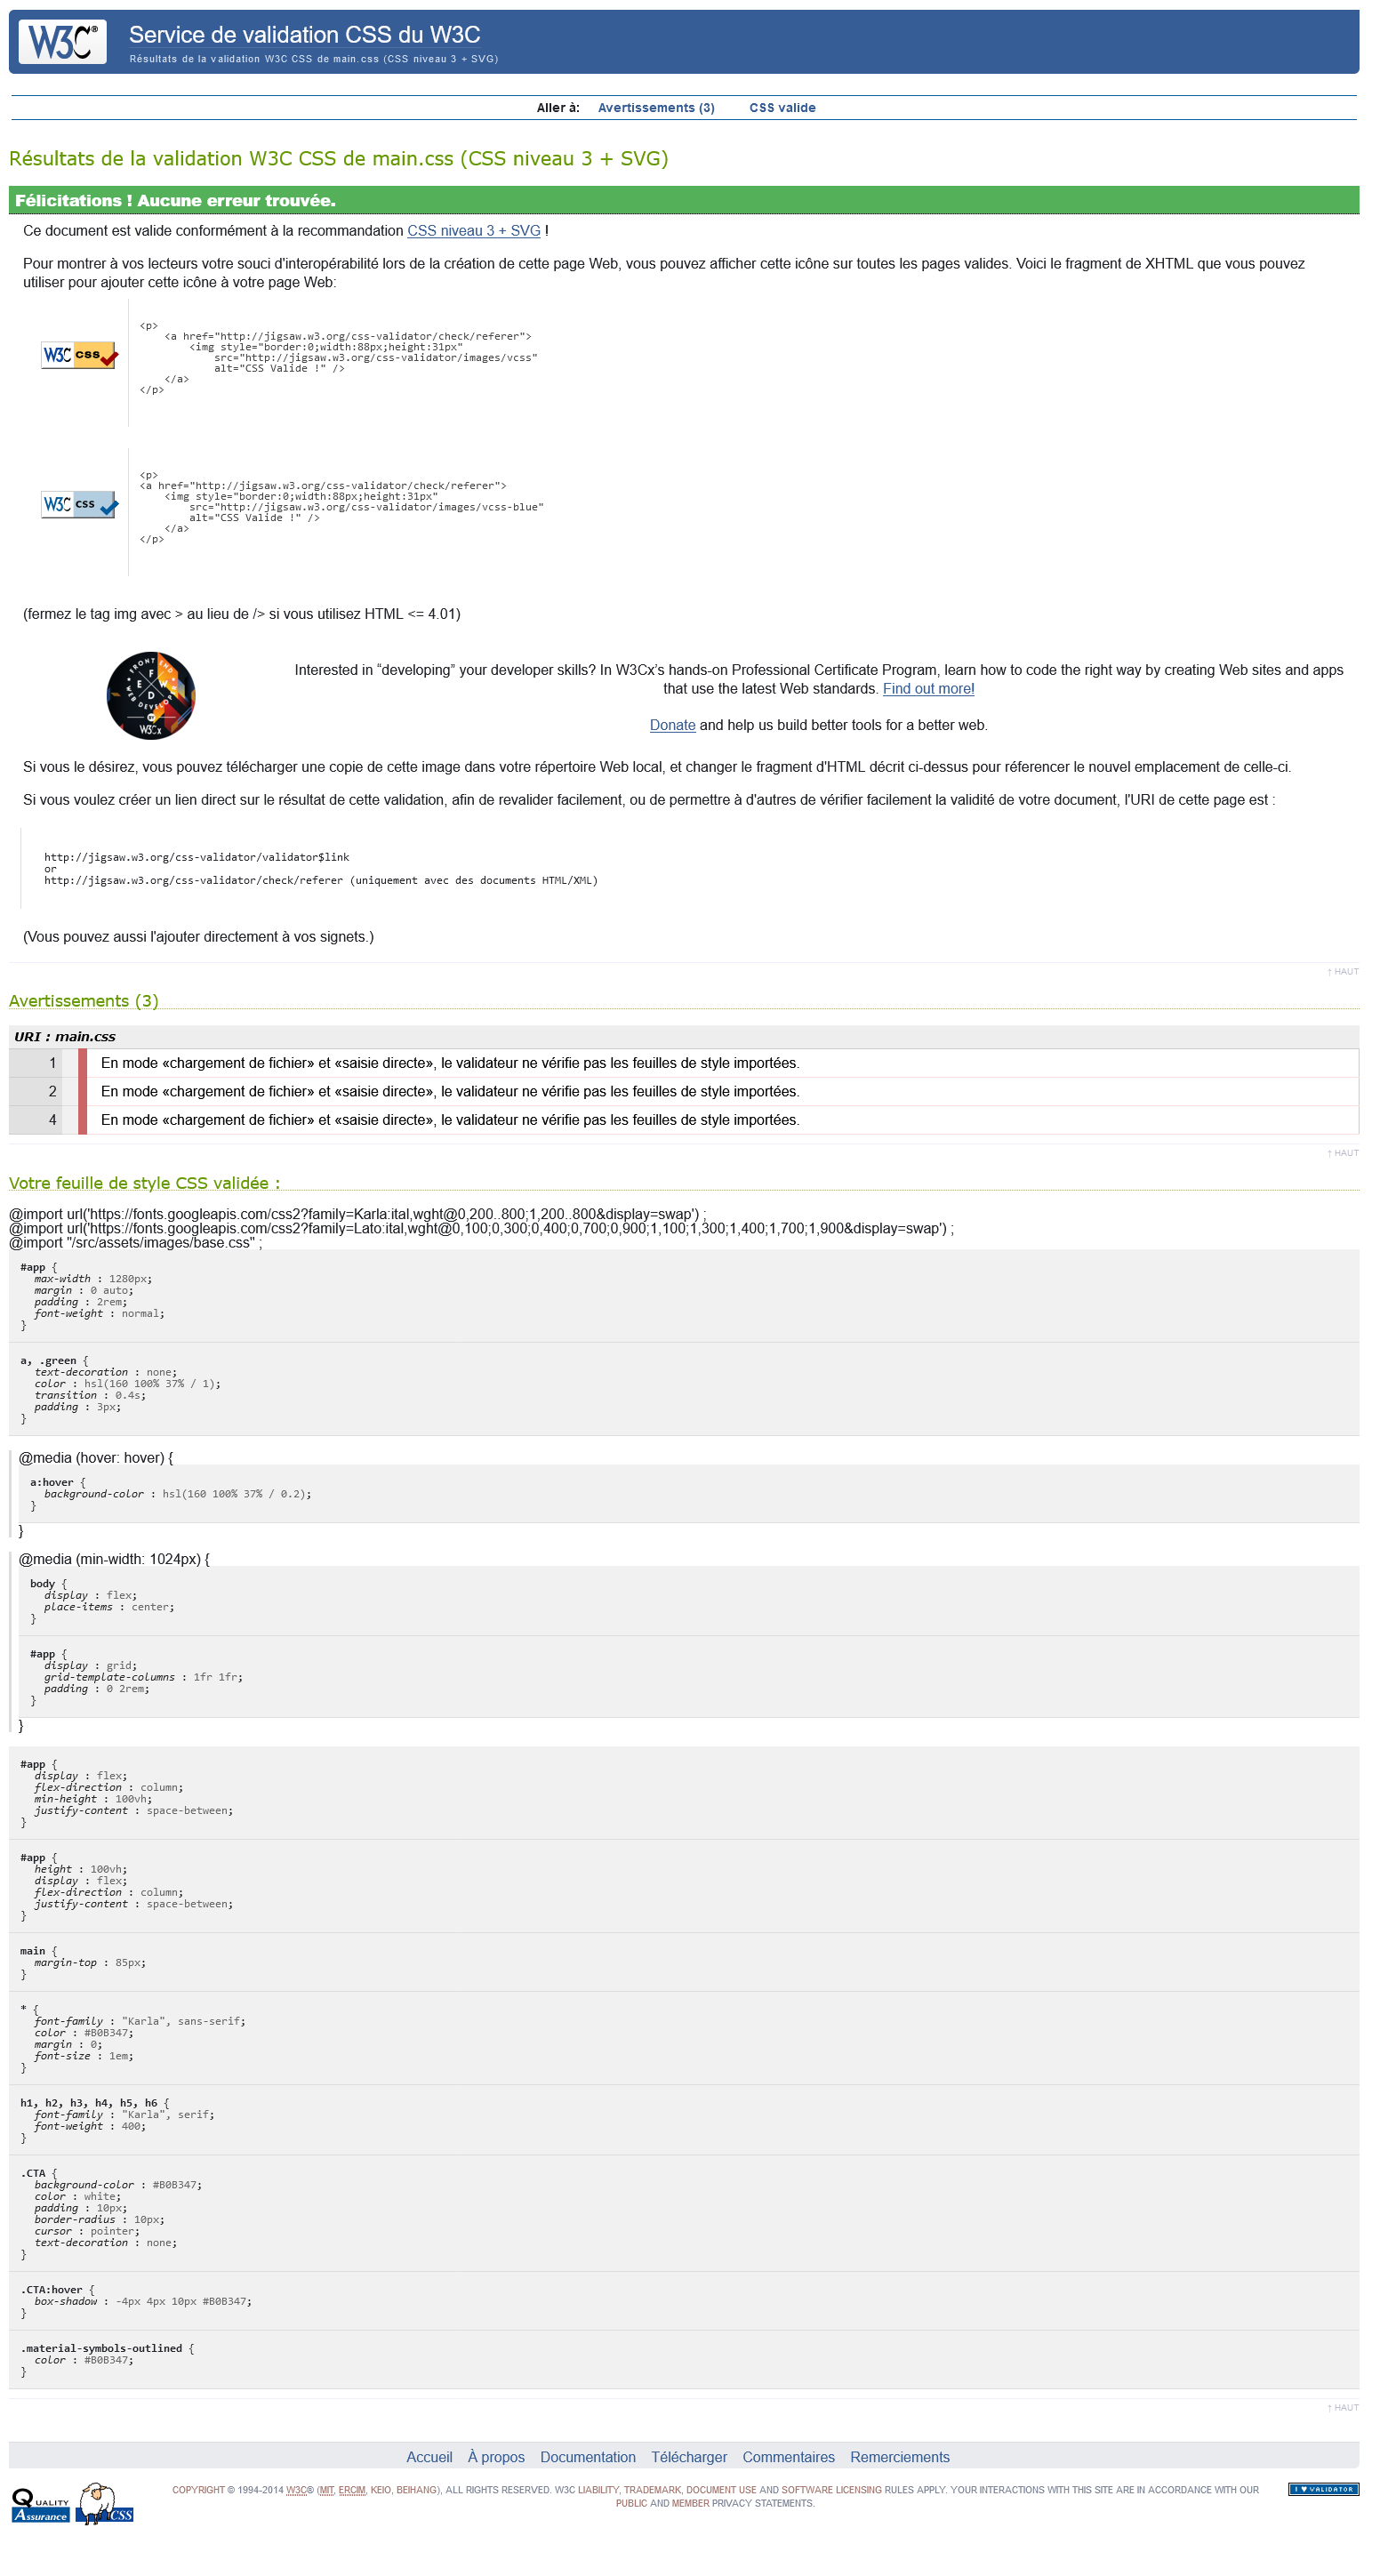 W3C®
Service de validation CSS du W3C
Résultats de la validation W3C CSS de main.css (CSS niveau 3 + SVG)
Aller à: Avertissements (3) CSS valide
Résultats de la validation W3C CSS de main.css (CSS niveau 3 + SVG)
Félicitations ! Aucune erreur trouvée.
Ce document est valide conformément à la recommandation CSS niveau 3 + SVG !
Pour montrer à vos lecteurs votre souci d'interopérabilité lors de la création de cette page Web, vous pouvez afficher cette icône sur toutes les pages valides. Voici le fragment de XHTML que vous pouvez
utiliser pour ajouter cette icône à votre page Web:
W3C css
<p>
<a href="http://jigsaw.w3.org/css-validator/check/referer">
<img style="border:0;width:88px;height:31px"
src="http://jigsaw.w3.org/css-validator/images/vcss"
alt="CSS Valide !" />
</a>
</p>
W3C css
<p>
<a href="http://jigsaw.w3.org/css-validator/check/referer">
<img style="border:0;width:88px;height:31px"
src="http://jigsaw.w3.org/css-validator/images/vcss-blue"
alt="CSS Valide !" />
</a>
</p>
(fermez le tag img avec > au lieu de /> si vous utilisez HTML <= 4.01)
FRONT END
F E W D
WEB DEVELOPER
BY
W3Cx
Interested in “developing” your developer skills? In W3Cx’s hands-on Professional Certificate Program, learn how to code the right way by creating Web sites and apps
that use the latest Web standards. Find out more!
Donate and help us build better tools for a better web.
Si vous le désirez, vous pouvez télécharger une copie de cette image dans votre répertoire Web local, et changer le fragment d'HTML décrit ci-dessus pour réferencer le nouvel emplacement de celle-ci.
Si vous voulez créer un lien direct sur le résultat de cette validation, afin de revalider facilement, ou de permettre à d'autres de vérifier facilement la validité de votre document, l'URI de cette page est :
http://jigsaw.w3.org/css-validator/validator$link
or
http://jigsaw.w3.org/css-validator/check/referer (uniquement avec des documents HTML/XML)
(Vous pouvez aussi l'ajouter directement à vos signets.)
↑ HAUT
Avertissements (3)
URI : main.css
1 En mode «chargement de fichier» et «saisie directe», le validateur ne vérifie pas les feuilles de style importées.
2 En mode «chargement de fichier» et «saisie directe», le validateur ne vérifie pas les feuilles de style importées.
4 En mode «chargement de fichier» et «saisie directe», le validateur ne vérifie pas les feuilles de style importées.
↑ HAUT
Votre feuille de style CSS validée :
@import url('https://fonts.googleapis.com/css2?family=Karla:ital,wght@0,200..800;1,200..800&display=swap') ;
@import url('https://fonts.googleapis.com/css2?family=Lato:ital,wght@0,100;0,300;0,400;0,700;0,900;1,100;1,300;1,400;1,700;1,900&display=swap') ;
@import "/src/assets/images/base.css" ;
#app {
max-width : 1280px;
margin : 0 auto;
padding : 2rem;
font-weight : normal;
}
a, .green {
text-decoration : none;
color : hsl(160 100% 37% / 1);
transition : 0.4s;
padding : 3px;
}
@media (hover: hover) {
a:hover {
background-color : hsl(160 100% 37% / 0.2);
}
}
@media (min-width: 1024px) {
body {
display : flex;
place-items : center;
}
#app {
display : grid;
grid-template-columns : 1fr 1fr;
padding : 0 2rem;
}
}
#app {
display : flex;
flex-direction : column;
min-height : 100vh;
justify-content : space-between;
}
#app {
height : 100vh;
display : flex;
flex-direction : column;
justify-content : space-between;
}
main {
margin-top : 85px;
}
* {
font-family : "Karla", sans-serif;
color : #B0B347;
margin : 0;
font-size : 1em;
}
h1, h2, h3, h4, h5, h6 {
font-family : "Karla", serif;
font-weight : 400;
}
.CTA {
background-color : #B0B347;
color : white;
padding : 10px;
border-radius : 10px;
cursor : pointer;
text-decoration : none;
}
.CTA:hover {
box-shadow : -4px 4px 10px #B0B347;
}
.material-symbols-outlined {
color : #B0B347;
}
↑ HAUT
Accueil À propos Documentation Télécharger Commentaires Remerciements
QUALITY
Assurance
CSS
COPYRIGHT © 1994-2014 W3C® (MIT, ERCIM, KEIO, BEIHANG), ALL RIGHTS RESERVED. W3C LIABILITY, TRADEMARK, DOCUMENT USE AND SOFTWARE LICENSING RULES APPLY. YOUR INTERACTIONS WITH THIS SITE ARE IN ACCORDANCE WITH OUR
PUBLIC AND MEMBER PRIVACY STATEMENTS.
I ♥ VALIDATOR